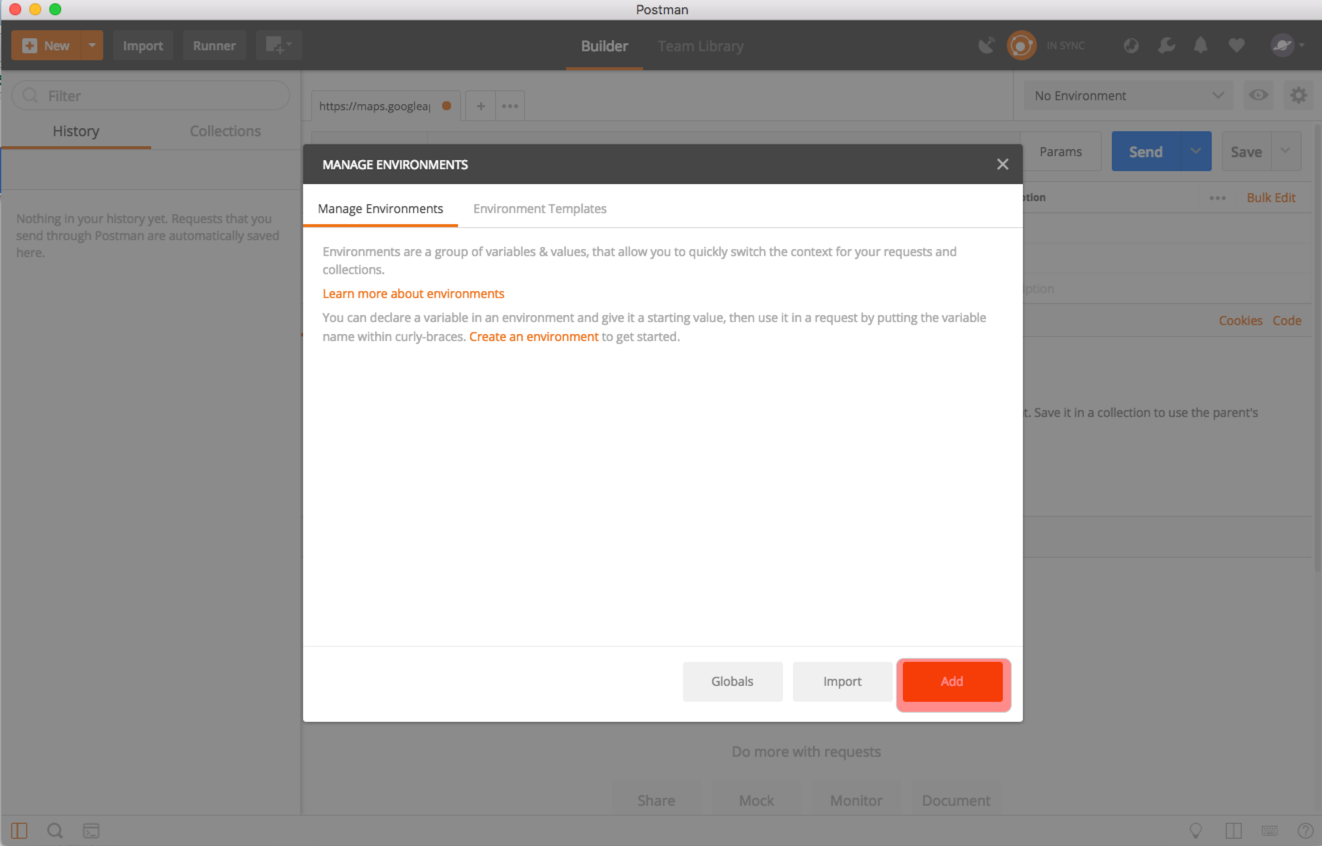 Postman
New
Import
Runner
Builder
Team Library
IN SYNC
Filter
History
Collections
Nothing in your history yet. Requests that you
send through Postman are automatically saved
here.
https://maps.googleap
No Environment
Params
Send
Save
ption
Bulk Edit
iption
Cookies Code
t. Save it in a collection to use the parent's
MANAGE ENVIRONMENTS
Manage Environments
Environment Templates
Environments are a group of variables & values, that allow you to quickly switch the context for your requests and
collections.
Learn more about environments
You can declare a variable in an environment and give it a starting value, then use it in a request by putting the variable
name within curly-braces. Create an environment to get started.
Globals
Import
Add
Do more with requests
Share
Mock
Monitor
Document